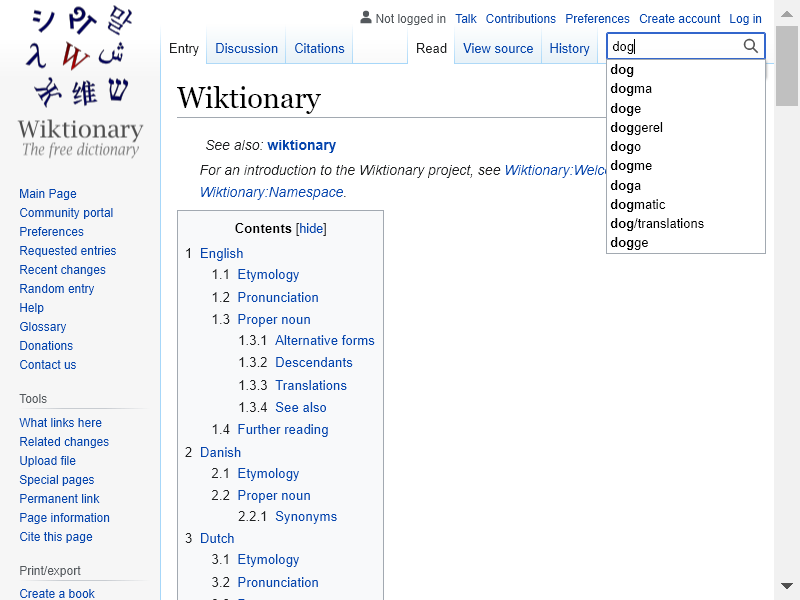 Not logged in Talk Contributions Preferences Create account Log in
Entry Discussion Citations Read View source History dog
dog
dogma
doge
doggerel
dogo
dogme
doga
dogmatic
dog/translations
dogge
シ Pり 말
λ W ش
அ 维 שׁ
Wiktionary
The free dictionary
Main Page
Community portal
Preferences
Requested entries
Recent changes
Random entry
Help
Glossary
Donations
Contact us
Tools
What links here
Related changes
Upload file
Special pages
Permanent link
Page information
Cite this page
Print/export
Create a book
Wiktionary
See also: wiktionary
For an introduction to the Wiktionary project, see Wiktionary:Welc
Wiktionary:Namespace.
Contents [hide]
1 English
1.1 Etymology
1.2 Pronunciation
1.3 Proper noun
1.3.1 Alternative forms
1.3.2 Descendants
1.3.3 Translations
1.3.4 See also
1.4 Further reading
2 Danish
2.1 Etymology
2.2 Proper noun
2.2.1 Synonyms
3 Dutch
3.1 Etymology
3.2 Pronunciation